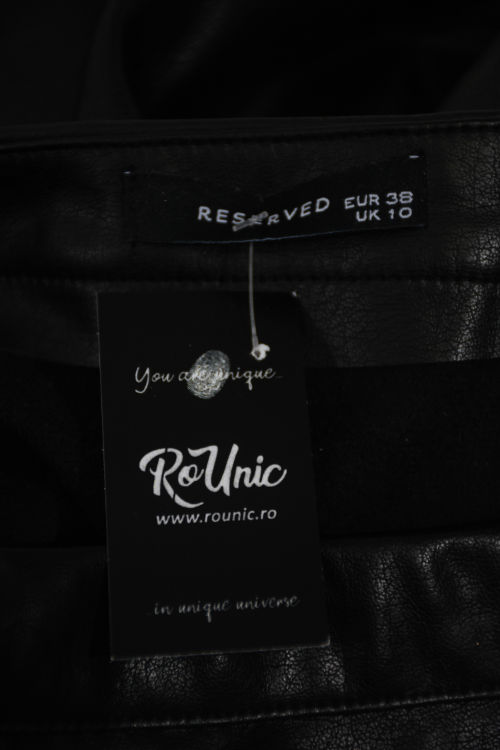 RESERVED EUR 38
UK 10
You are unique...
RoUnic
www.rounic.ro
...in unique universe